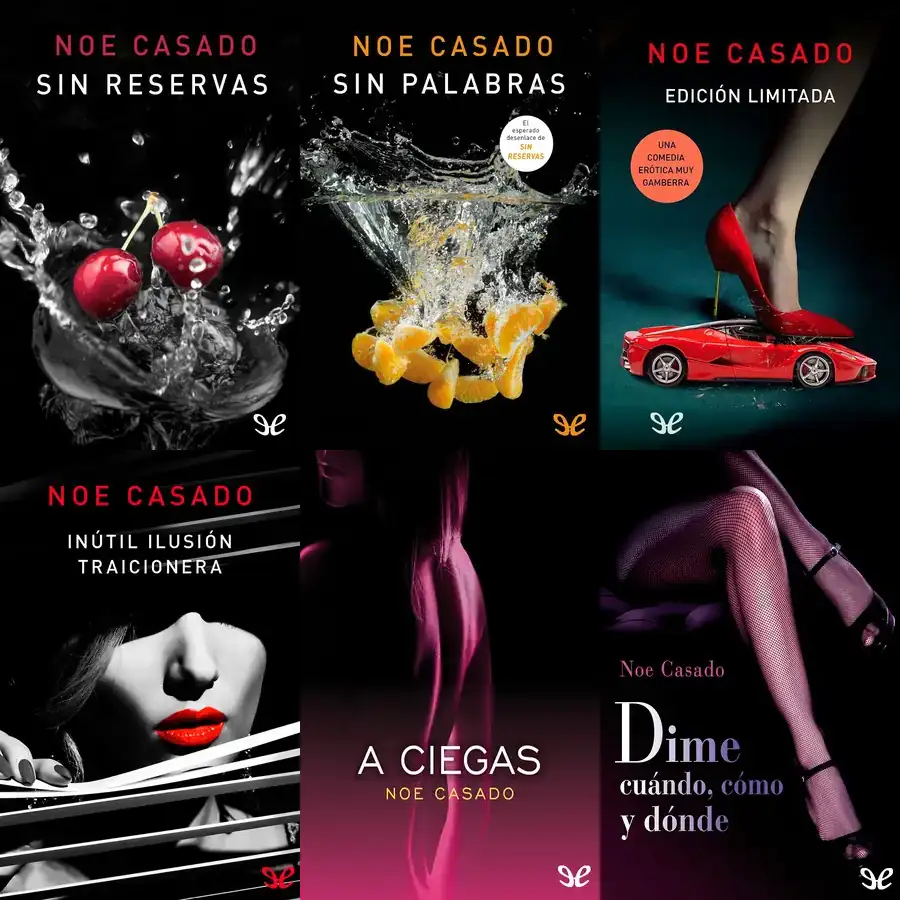 NOE CASADO
SIN RESERVAS
NOE CASADO
SIN PALABRAS
El
esperado
desenlace de
SIN
RESERVAS
NOE CASADO
EDICIÓN LIMITADA
UNA
COMEDIA
ERÓTICA MUY
GAMBERRA
NOE CASADO
INÚTIL ILUSIÓN
TRAICIONERA
A CIEGAS
NOE CASADO
Noe Casado
Dime
cuándo, cómo
y dónde